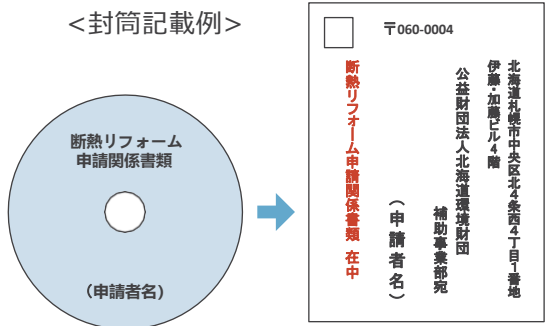 <封筒記載例>
断熱リフォーム
申請関係書類
（申請者名）
〒060-0004
北海道札幌市中央区北4条西4丁目1番地
伊藤・加藤ビル4階
公益財団法人北海道環境財団
補助事業部宛
（申請者名）
断熱リフォーム申請関係書類 在中